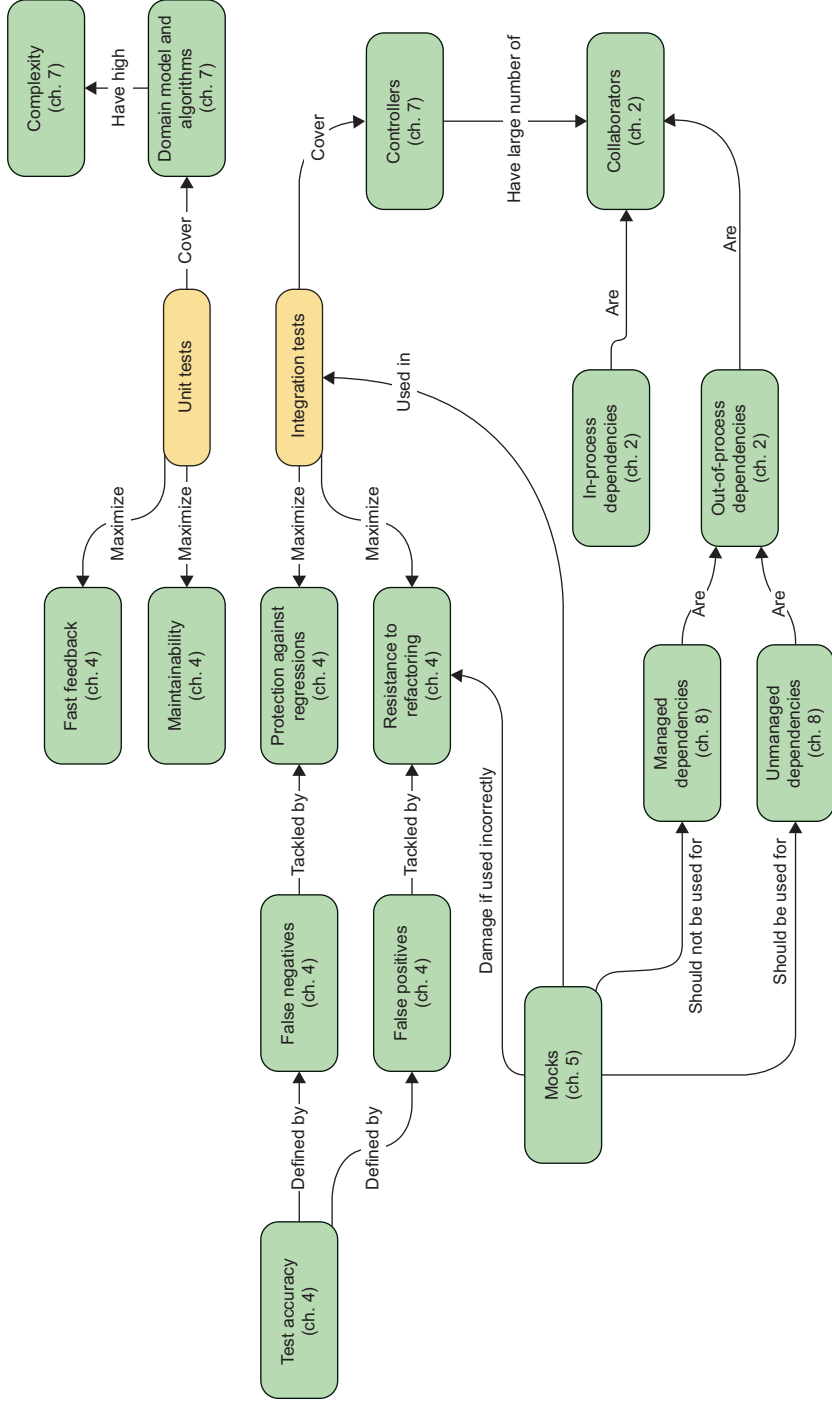 Fast feedback
(ch. 4)
Maximize
Complexity
(ch. 7)
Have high
Maintainability
(ch. 4)
Maximize
Unit tests
Cover
Domain model and
algorithms
(ch. 7)
Test accuracy
(ch. 4)
Defined by
False negatives
(ch. 4)
Tackled by
Protection against
regressions
(ch. 4)
Maximize
Integration tests
Cover
Defined by
False positives
(ch. 4)
Tackled by
Resistance to
refactoring
(ch. 4)
Maximize
Used in
Controllers
(ch. 7)
Damage if used incorrectly
Have large number of
Mocks
(ch. 5)
In-process
dependencies
(ch. 2)
Are
Collaborators
(ch. 2)
Should not be used for
Managed
dependencies
(ch. 8)
Are
Out-of-process
dependencies
(ch. 2)
Are
Should be used for
Unmanaged
dependencies
(ch. 8)
Are